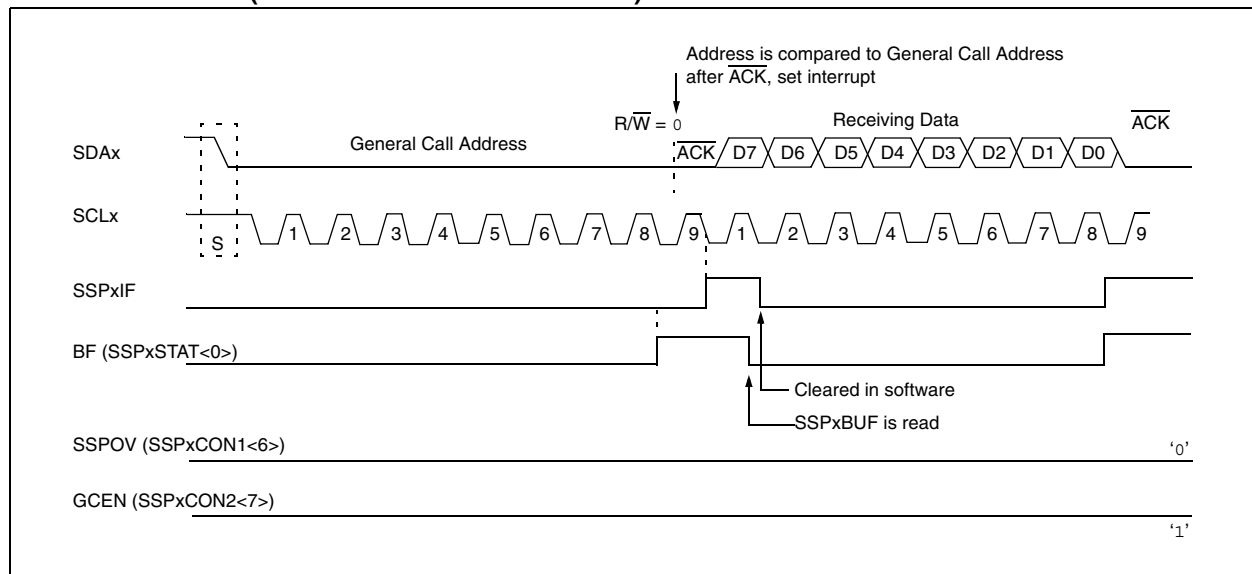 Address is compared to General Call Address
after ACK, set interrupt
R/W = 0
Receiving Data
ACK
General Call Address
SDAx
ACK D7 D6 D5 D4 D3 D2 D1 D0
SCLx
S
1 2 3 4 5 6 7 8 9 1 2 3 4 5 6 7 8 9
SSPxIF
BF (SSPxSTAT<0>)
Cleared in software
SSPxBUF is read
SSPOV (SSPxCON1<6>)
‘0’
GCEN (SSPxCON2<7>)
‘1’